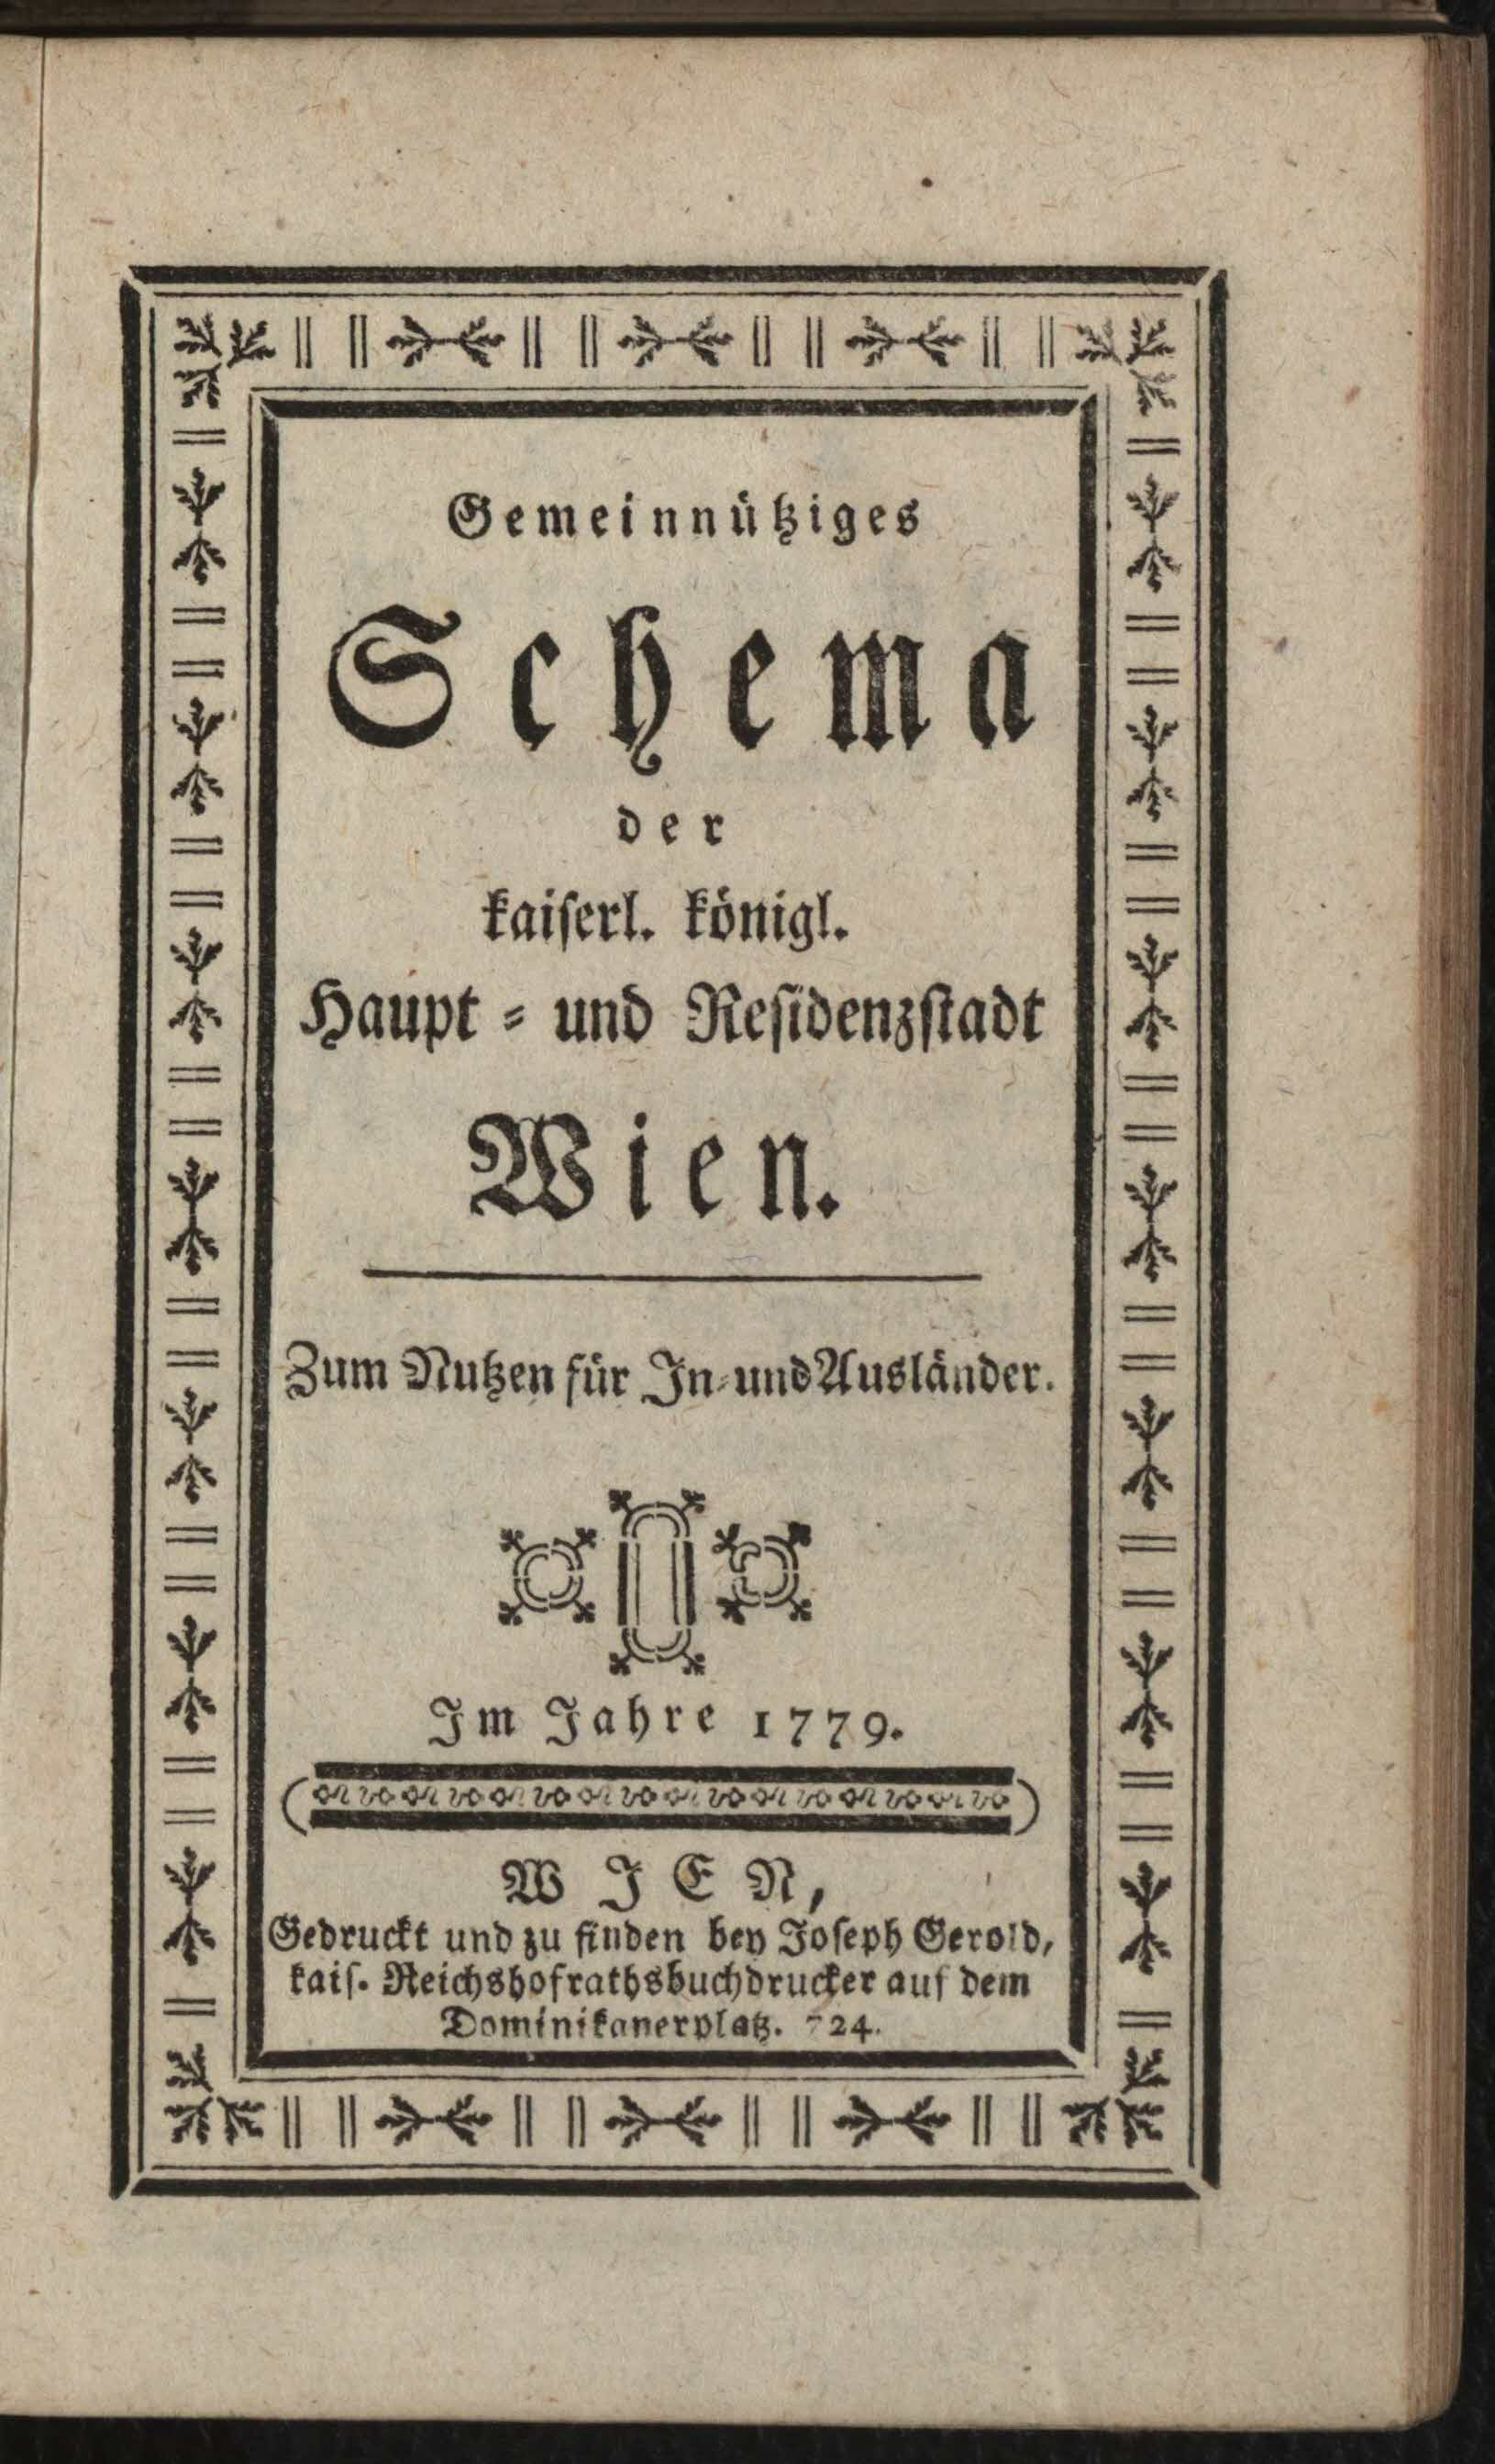 Gemeinnütziges
Schema
der
kaiserl. königl.
Haupt- und Residenzstadt
Wien.
Zum Nutzen für In- und Ausländer.
Im Jahre 1779.
WIEN,
Gedruckt und zu finden bey Joseph Gerold,
kais. Reichshofrathsbuchdrucker auf dem
Dominikanerplatz. 724.